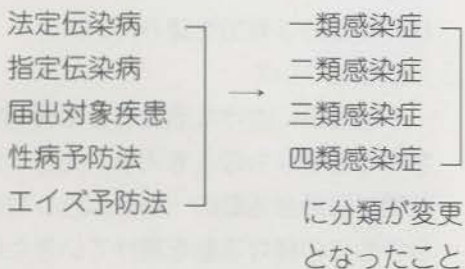 法定伝染病
指定伝染病
届出対象疾患
性病予防法
エイズ予防法
→
一類感染症
二類感染症
三類感染症
四類感染症
に分類が変更
となったこと